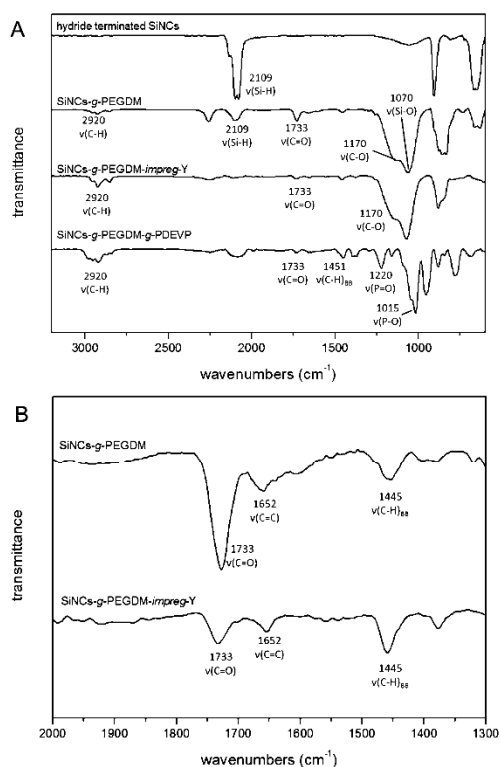 A
hydride terminated SiNCs
2109
ν(Si-H)
SiNCs-g-PEGDM
2920
ν(C-H)
2109
ν(Si-H)
1733
ν(C=O)
1070
ν(Si-O)
1170
ν(C-O)
SiNCs-g-PEGDM-impreg-Y
2920
ν(C-H)
1733
ν(C=O)
1170
ν(C-O)
SiNCs-g-PEGDM-g-PDEVP
2920
ν(C-H)
1733
ν(C=O)
1451
ν(C-H)BB
1220
ν(P=O)
1015
ν(P-O)
transmittance
3000 2500 2000 1500 1000
wavenumbers (cm-1)
B
SiNCs-g-PEGDM
1733
ν(C=O)
1652
ν(C=C)
1445
ν(C-H)BB
SiNCs-g-PEGDM-impreg-Y
1733
ν(C=O)
1652
ν(C=C)
1445
ν(C-H)BB
transmittance
2000 1900 1800 1700 1600 1500 1400 1300
wavenumbers (cm-1)